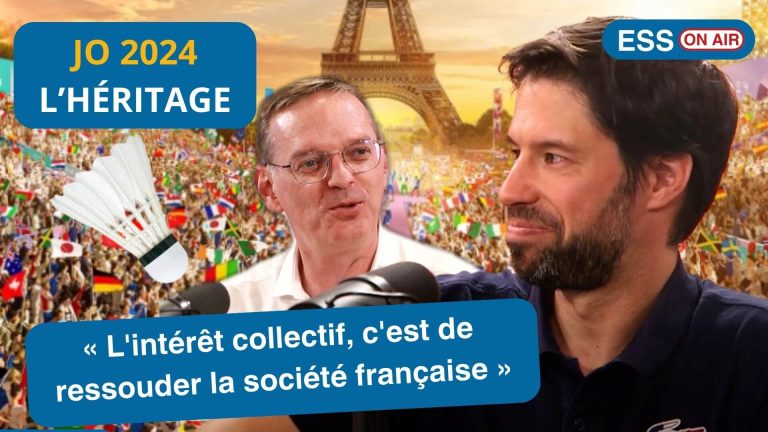 JO 2024
L’HÉRITAGE
ESS ON AIR
« L'intérêt collectif, c'est de
ressouder la société française »